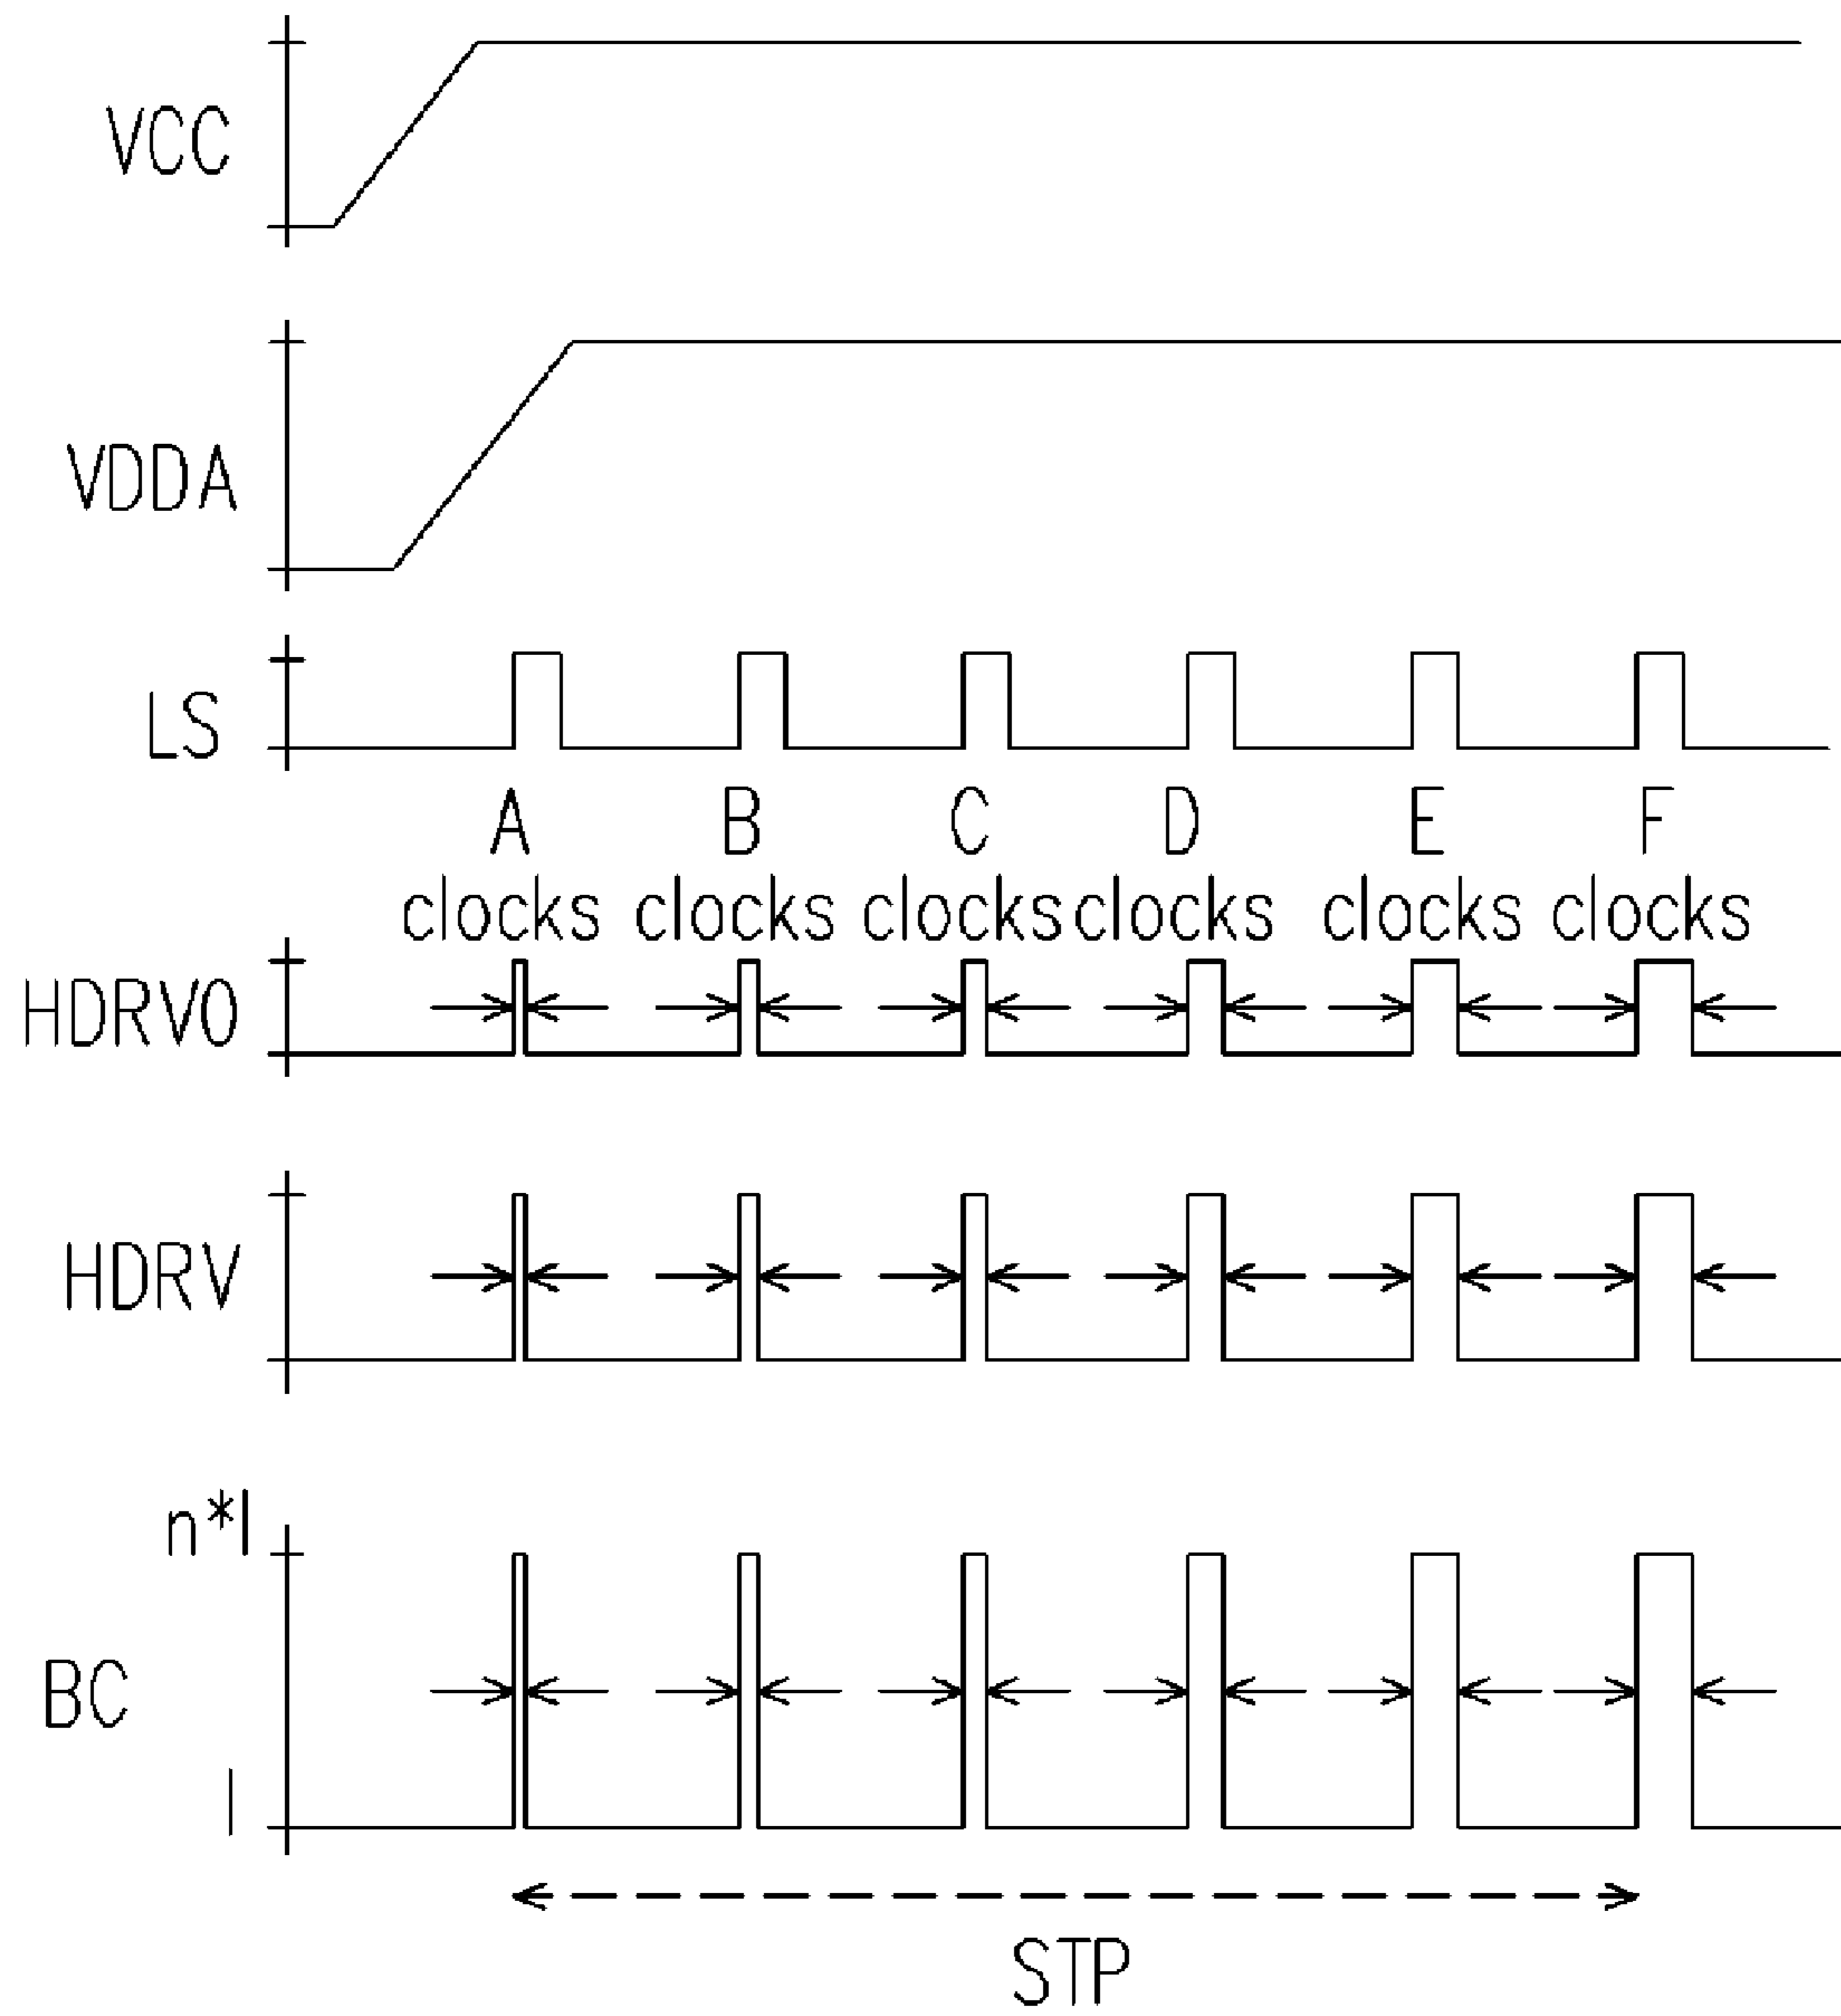 VCC
VDDA
LS
A B C D E F
clocks clocks clocks clocks clocks clocks
HDRVO
HDRV
n*I
BC
I
STP